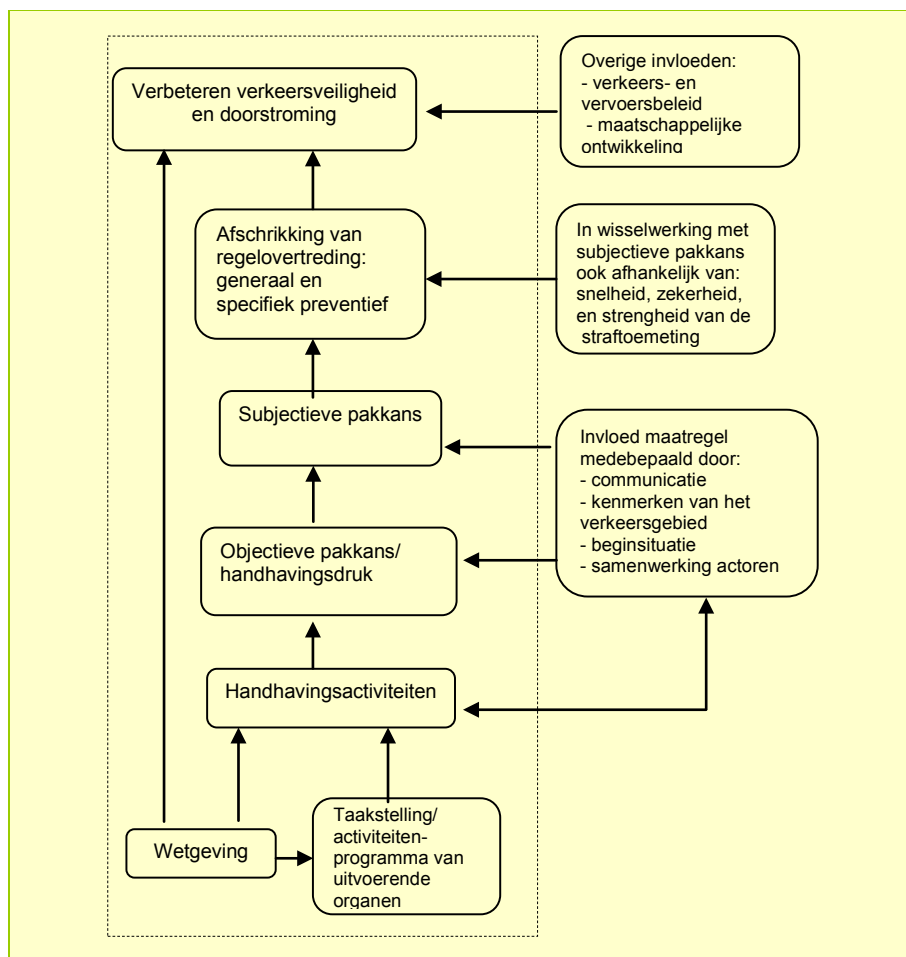 Verbeteren verkeersveiligheid
en doorstroming
Overige invloeden:
- verkeers- en
vervoersbeleid
- maatschappelijke
ontwikkeling
Afschrikking van
regelovertreding:
generaal en
specifiek preventief
In wisselwerking met
subjectieve pakkans
ook afhankelijk van:
snelheid, zekerheid,
en strengheid van de
straftoemeting
Subjectieve pakkans
Invloed maatregel
medebepaald door:
- communicatie
- kenmerken van het
verkeersgebied
- beginsituatie
- samenwerking actoren
Objectieve pakkans/
handhavingsdruk
Handhavingsactiviteiten
Wetgeving
Taakstelling/
activiteiten-
programma van
uitvoerende
organen